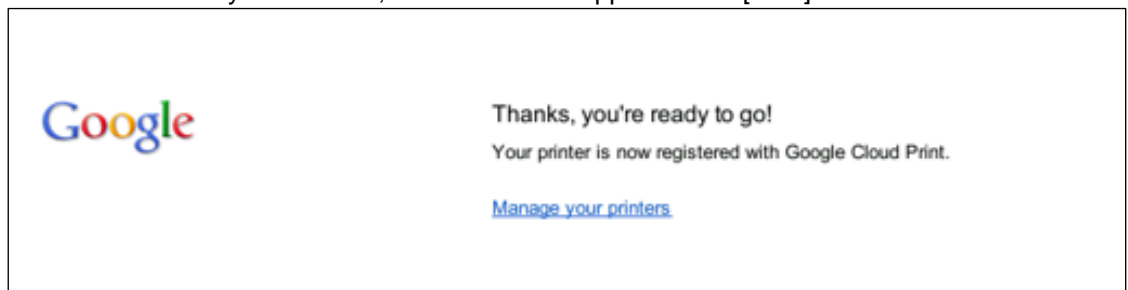 Google
Thanks, you're ready to go!
Your printer is now registered with Google Cloud Print.
Manage your printers